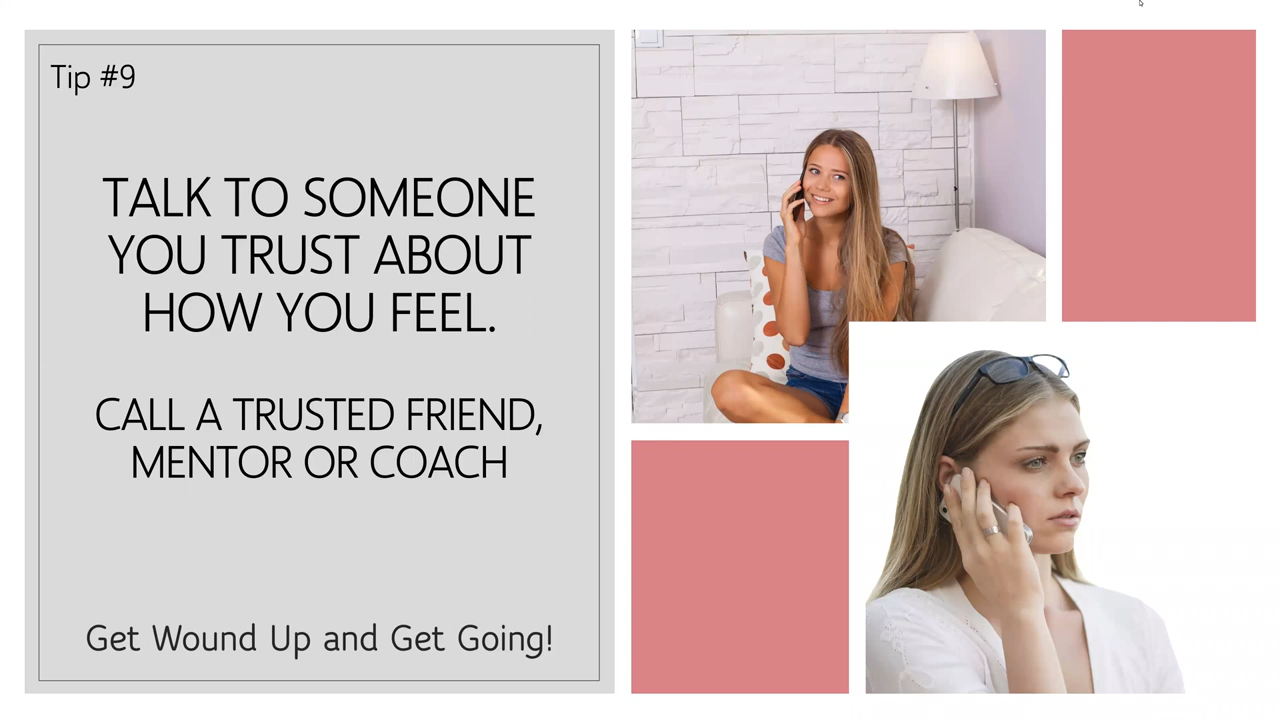 Tip #9
TALK TO SOMEONE
YOU TRUST ABOUT
HOW YOU FEEL.
CALL A TRUSTED FRIEND,
MENTOR OR COACH
Get Wound Up and Get Going!